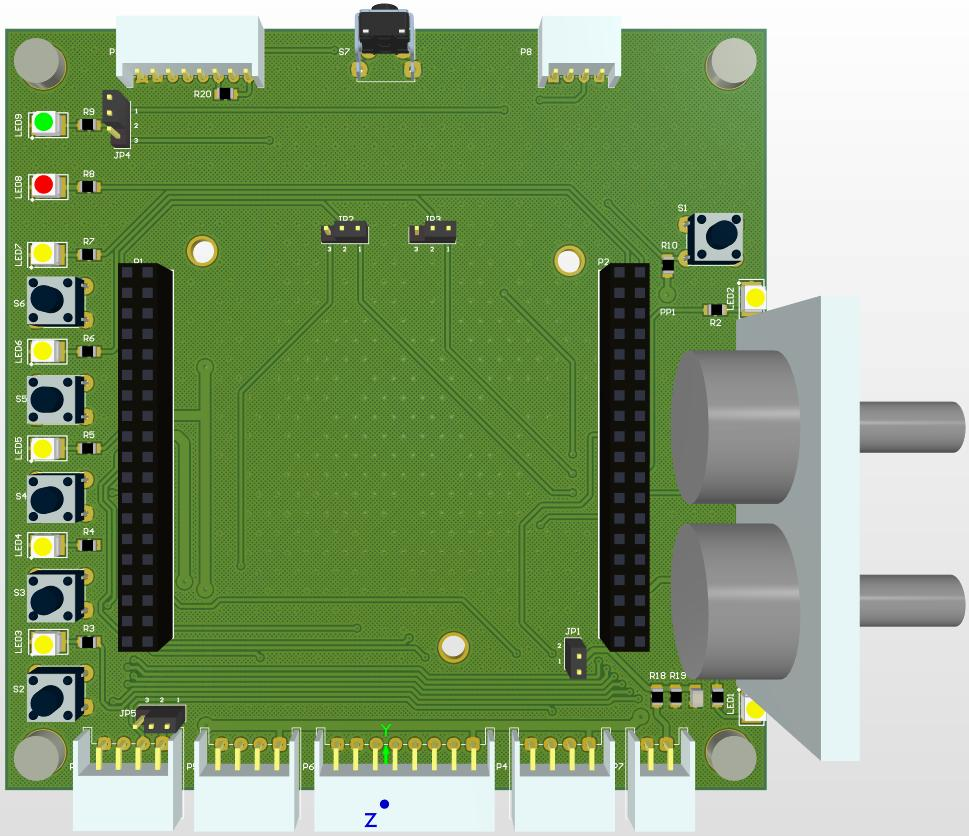 P
S7
P8
R20
LED9
R9
1
2
3
JP4
LED8
R8
S1
JP2
JP3
3 2 1
3 2 1
LED7
R7
R10
P1
P2
LED2
S6
PP1
R2
LED6
R6
S5
LED5
R5
S4
LED4
R4
S3
LED3
R3
JP1
2
1
S2
R18
R19
LED1
3 2 1
JP5
Y
P6
P4
Z